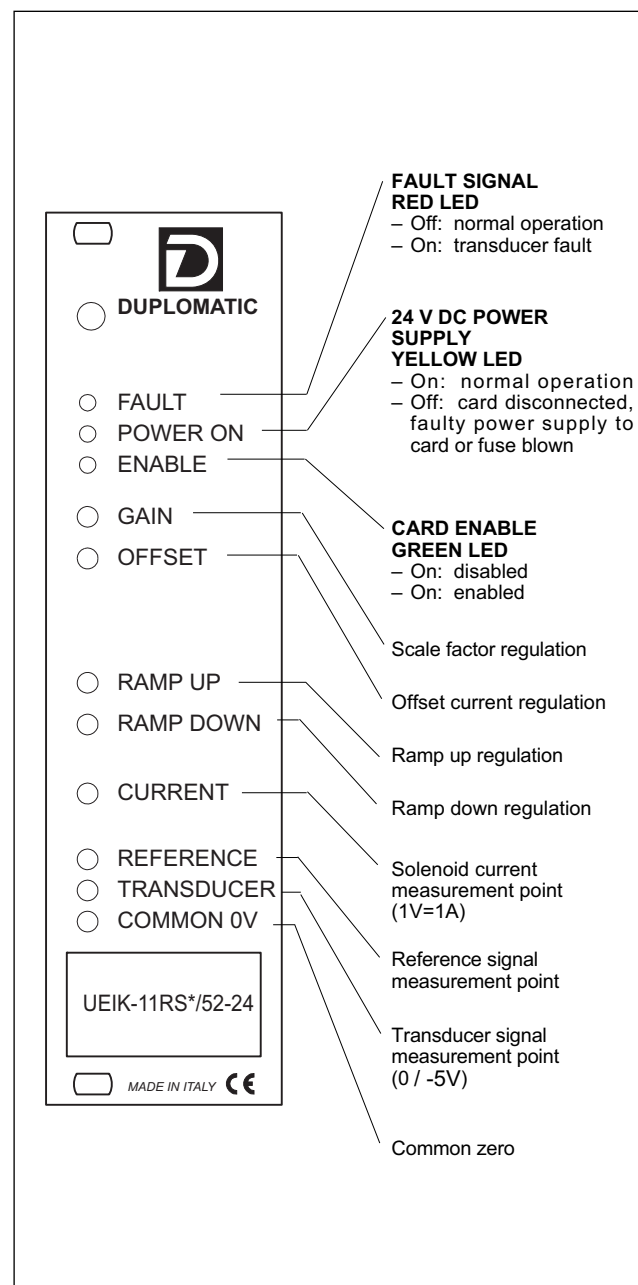 DUPLOMATIC
FAULT
POWER ON
ENABLE
GAIN
OFFSET
RAMP UP
RAMP DOWN
CURRENT
REFERENCE
TRANSDUCER
COMMON 0V
UEIK-11RS*/52-24
MADE IN ITALY CE
FAULT SIGNAL
RED LED
– Off: normal operation
– On: transducer fault
24 V DC POWER
SUPPLY
YELLOW LED
– On: normal operation
– Off: card disconnected,
faulty power supply to
card or fuse blown
CARD ENABLE
GREEN LED
– On: disabled
– On: enabled
Scale factor regulation
Offset current regulation
Ramp up regulation
Ramp down regulation
Solenoid current
measurement point
(1V=1A)
Reference signal
measurement point
Transducer signal
measurement point
(0 / -5V)
Common zero